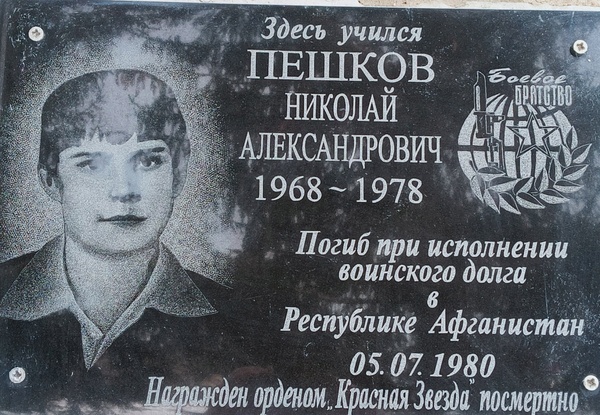 Здесь учился
ПЕШКОВ
НИКОЛАЙ
АЛЕКСАНДРОВИЧ
1968 ~ 1978
Боевое
БРАТСТВО
Погиб при исполнении
воинского долга
в
Республике Афганистан
05.07.1980
Награжден орденом „Красная Звезда" посмертно